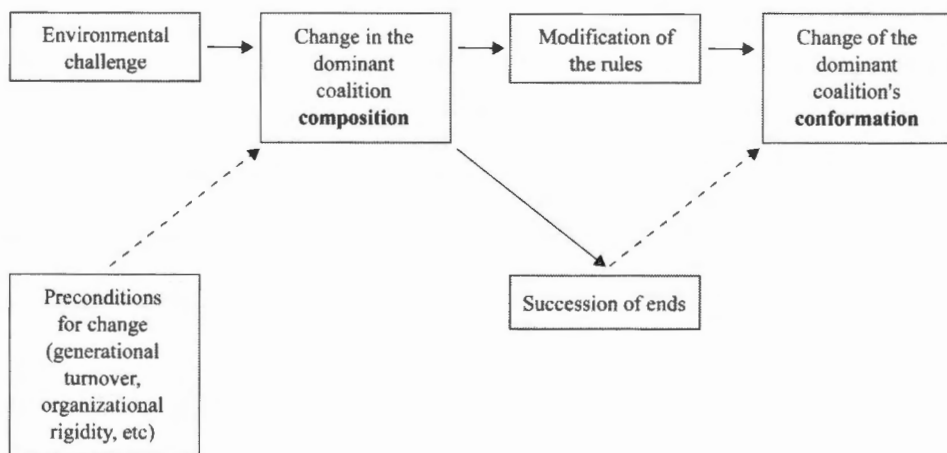 Environmental
challenge
Change in the
dominant
coalition
composition
Modification of
the rules
Change of the
dominant
coalition's
conformation
Preconditions
for change
(generational
turnover,
organizational
rigidity, etc)
Succession of ends